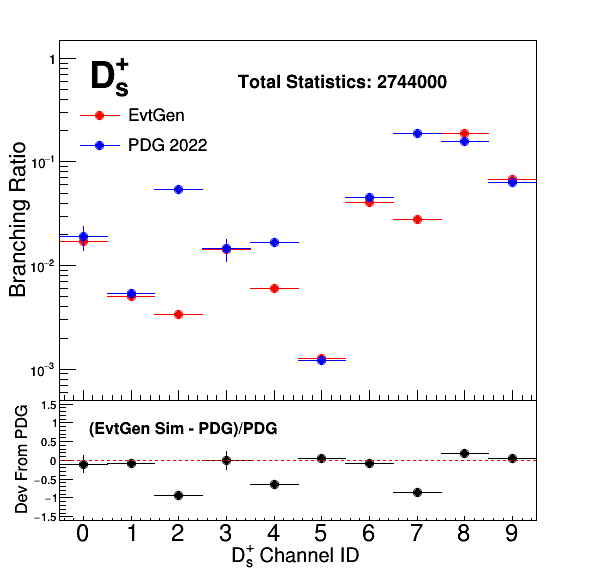 D_s^+
Total Statistics: 2744000
EvtGen
PDG 2022
Branching Ratio
1
10⁻¹
10⁻²
10⁻³
(EvtGen Sim - PDG)/PDG
Dev From PDG
1.5
1
0.5
0
−0.5
−1
−1.5
0 1 2 3 4 5 6 7 8 9
D_s^+ Channel ID